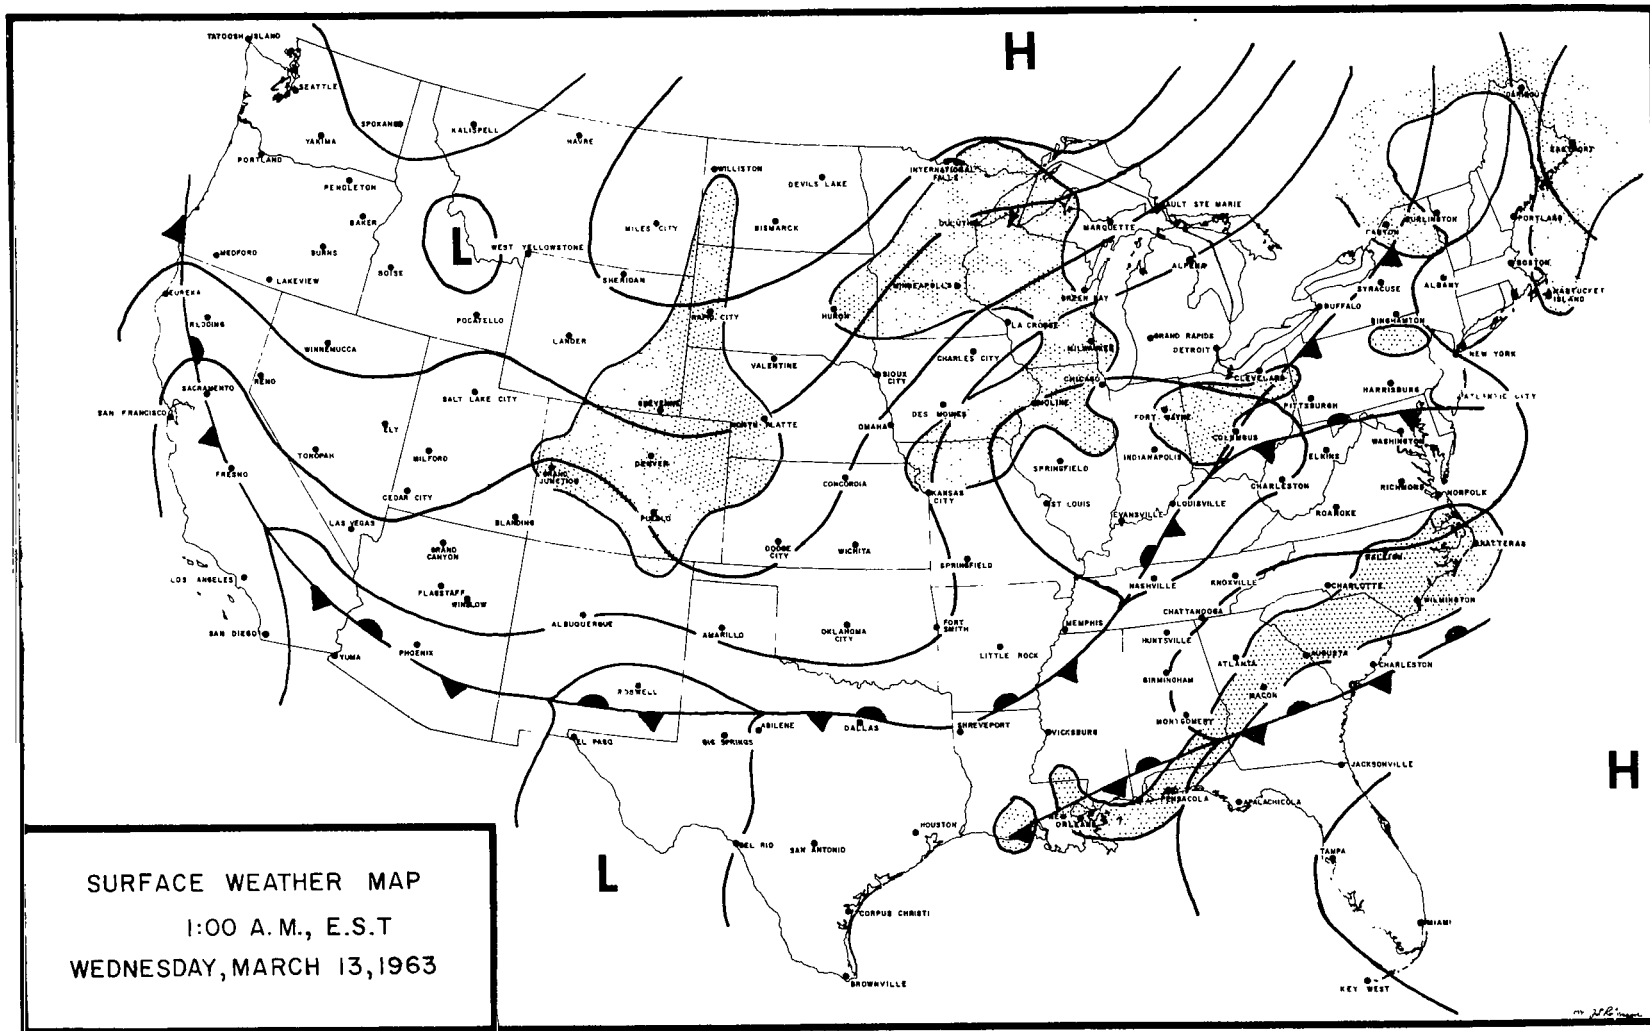 H
TATOOSH ISLAND
SEATTLE
SPOKANE
KALISPELL
HAVRE
YAKIMA
PORTLAND
WILLISTON
DEVILS LAKE
INTERNATIONAL
FALLS
CARIBOU
EASTPORT
PENDLETON
BAKER
MILES CITY
BISMARCK
DULUTH
SAULT STE MARIE
MARQUETTE
BURLINGTON
CANTON
PORTLAND
L
WEST YELLOWSTONE
MEDFORD
BURNS
BOISE
LAKEVIEW
SHERIDAN
MINNEAPOLIS
GREEN BAY
ALPENA
BOSTON
SYRACUSE
ALBANY
NANTUCKET
ISLAND
EUREKA
REDDING
POCATELLO
RAPID CITY
HURON
LA CROSSE
BUFFALO
BINGHAMTON
WINNEMUCCA
LANDER
VALENTINE
CHARLES CITY
MILWAUKEE
GRAND RAPIDS
DETROIT
NEW YORK
SIOUX
CITY
SACRAMENTO
RENO
SALT LAKE CITY
CHEYENNE
CHICAGO
CLEVELAND
HARRISBURG
PITTSBURGH
ATLANTIC CITY
SAN FRANCISCO
ELY
NORTH PLATTE
OMAHA
DES MOINES
MOLINE
FORT WAYNE
COLUMBUS
WASHINGTON
TONOPAH
MILFORD
FRESNO
GRAND
JUNCTION
DENVER
CONCORDIA
SPRINGFIELD
INDIANAPOLIS
ELKINS
CEDAR CITY
KANSAS
CITY
CHARLESTON
RICHMOND
NORFOLK
LAS VEGAS
BLANDING
PUEBLO
ST LOUIS
EVANSVILLE
LOUISVILLE
ROANOKE
GRAND
CANYON
DODGE
CITY
WICHITA
SPRINGFIELD
RALEIGH
HATTERAS
LOS ANGELES
FLAGSTAFF
WINSLOW
NASHVILLE
KNOXVILLE
CHARLOTTE
WILMINGTON
SAN DIEGO
YUMA
PHOENIX
ALBUQUERQUE
AMARILLO
OKLAHOMA
CITY
FORT
SMITH
MEMPHIS
CHATTANOOGA
HUNTSVILLE
LITTLE ROCK
ATLANTA
AUGUSTA
CHARLESTON
BIRMINGHAM
ROSWELL
MACON
EL PASO
BIG SPRINGS
ABILENE
DALLAS
SHREVEPORT
VICKSBURG
MONTGOMERY
JACKSONVILLE
H
PENSACOLA
APALACHICOLA
NEW
ORLEANS
HOUSTON
DEL RIO
SAN ANTONIO
TAMPA
L
CORPUS CHRISTI
MIAMI
BROWNVILLE
KEY WEST
SURFACE WEATHER MAP
1:00 A.M., E.S.T
WEDNESDAY, MARCH 13, 1963